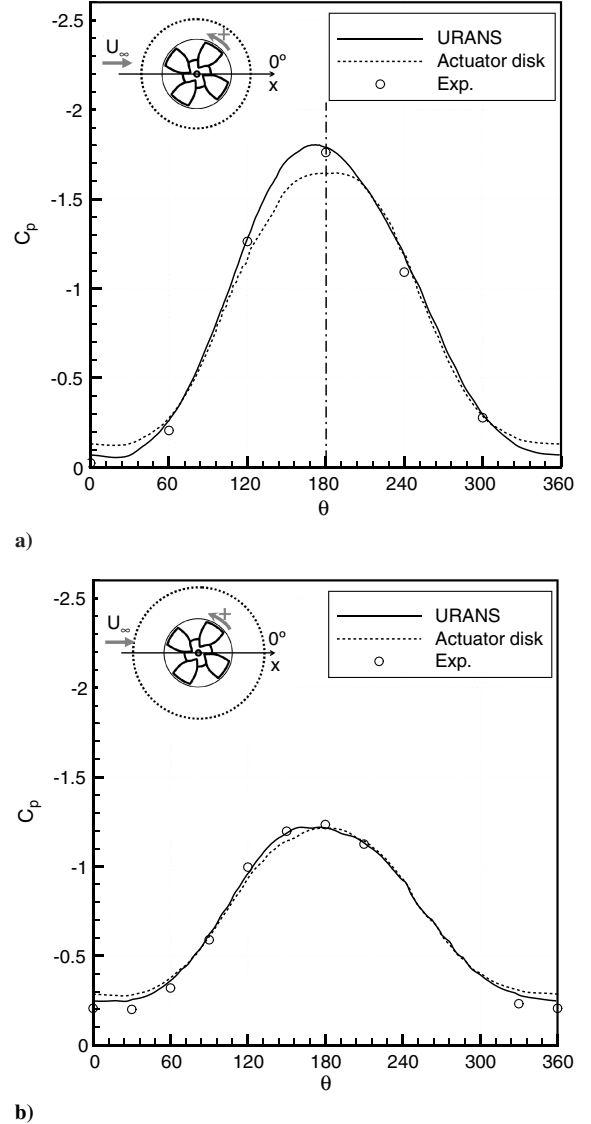 -2.5
U∞
+
0º
x
URANS
Actuator disk
Exp.
-2
-1.5
Cp
-1
-0.5
0
0 60 120 180 240 300 360
θ
a)
-2.5
U∞
+
0º
x
URANS
Actuator disk
Exp.
-2
-1.5
Cp
-1
-0.5
0
0 60 120 180 240 300 360
θ
b)